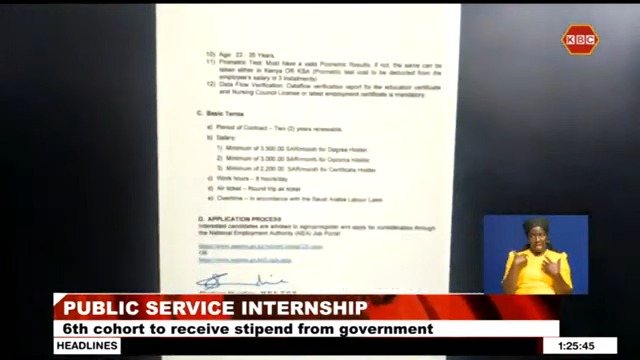 KBC
10) Age: 23 - 35 Years
11) Prometric Test: Must have a valid Prometric Results, if not, the same can be
taken either in Kenya OR KSA (Prometric test cost to be deducted from the
employee's salary in 3 instalments)
12) Data Flow Verification: Dataflow verification report for the education certificate
and Nursing Council License or latest employment certificate is mandatory
C. Basic Terms
a) Period of Contract – Two (2) years renewable
b) Salary:
1) Minimum of 3,500.00 SAR/month for Degree Holder
2) Minimum of 3,000.00 SAR/month for Diploma Holder
3) Minimum of 2,200.00 SAR/month for Certificate Holder
c) Work hours – 8 hours/day
d) Air ticket – Round trip air ticket
e) Overtime – in accordance with the Saudi Arabia Labour Laws
D. APPLICATION PROCESS
Interested candidates are advised to and apply for through
the National Employment Authority (NEA) Job Portal
OR
PUBLIC SERVICE INTERNSHIP
6th cohort to receive stipend from government
HEADLINES
1:25:45